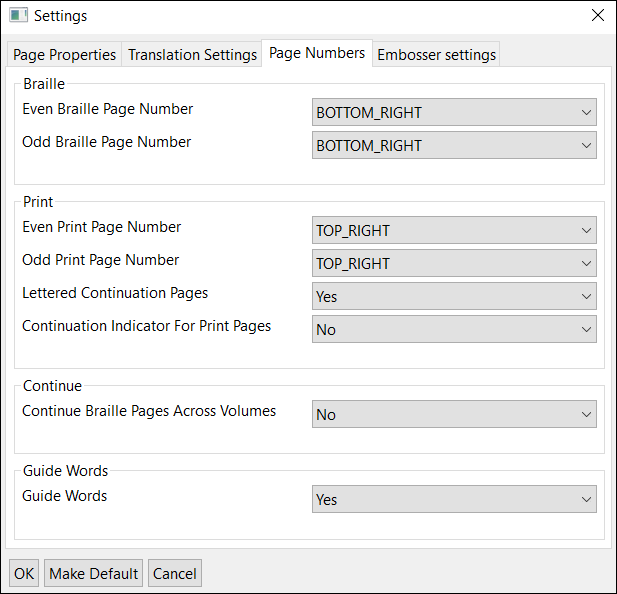 Settings
Page Properties Translation Settings Page Numbers Embosser settings
Braille
Even Braille Page Number BOTTOM_RIGHT
Odd Braille Page Number BOTTOM_RIGHT
Print
Even Print Page Number TOP_RIGHT
Odd Print Page Number TOP_RIGHT
Lettered Continuation Pages Yes
Continuation Indicator For Print Pages No
Continue
Continue Braille Pages Across Volumes No
Guide Words
Guide Words Yes
OK Make Default Cancel